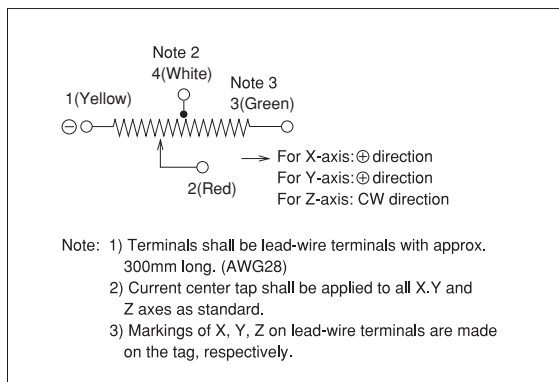 Note 2
4(White)
Note 3
1(Yellow)
3(Green)
⊖
2(Red)
For X-axis:⊕direction
For Y-axis:⊕direction
For Z-axis: CW direction
Note: 1) Terminals shall be lead-wire terminals with approx.
300mm long. (AWG28)
2) Current center tap shall be applied to all X.Y and
Z axes as standard.
3) Markings of X, Y, Z on lead-wire terminals are made
on the tag, respectively.